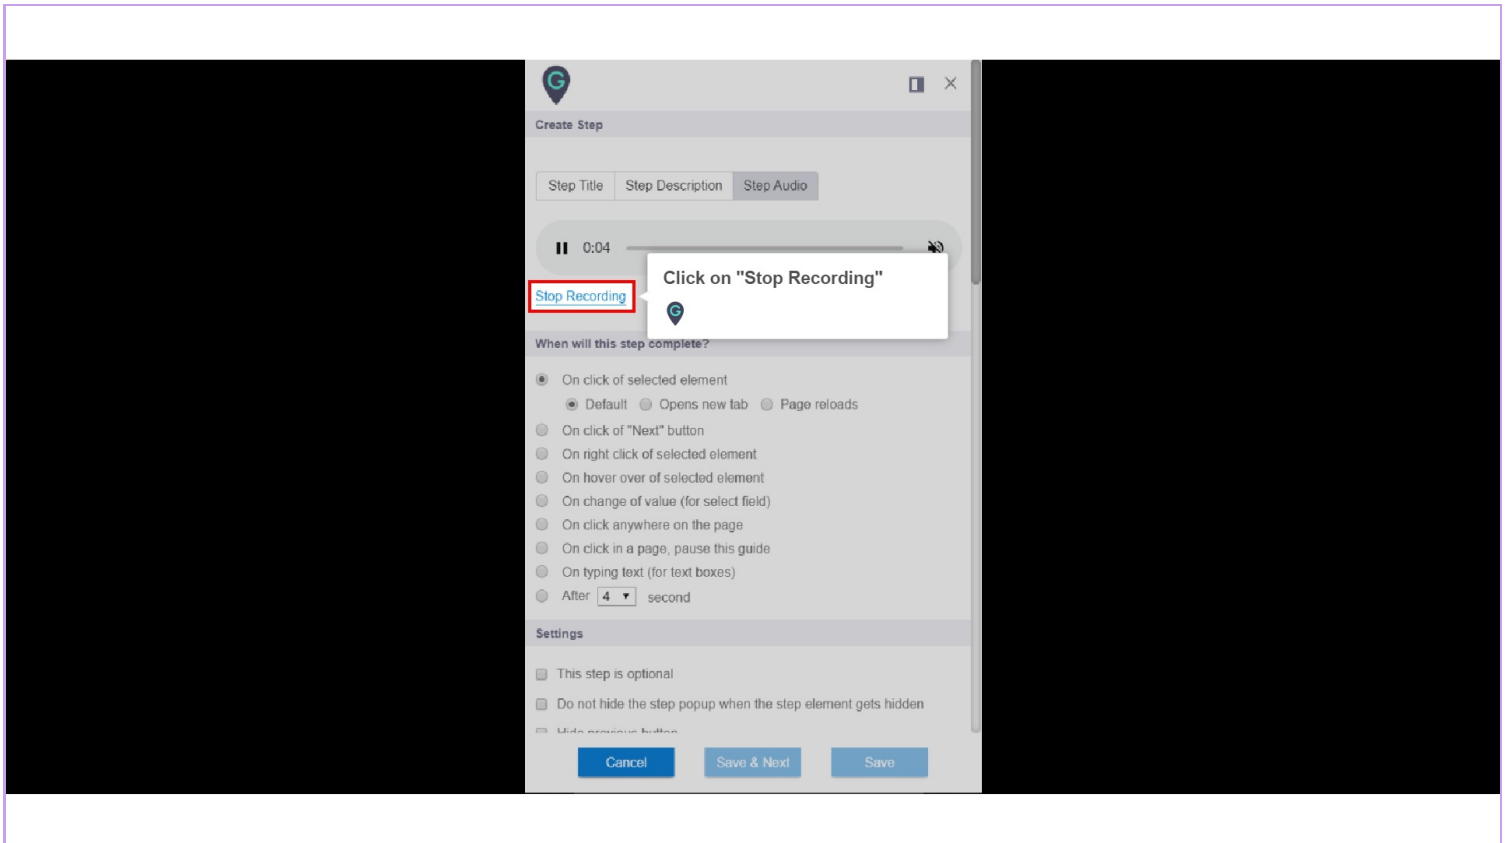 G
Create Step
Step Title Step Description Step Audio
0:04
Click on "Stop Recording"
Stop Recording
G
When will this step complete?
On click of selected element
Default Opens new tab Page reloads
On click of "Next" button
On right click of selected element
On hover over of selected element
On change of value (for select field)
On click anywhere on the page
On click in a page, pause this guide
On typing text (for text boxes)
After 4 second
Settings
This step is optional
Do not hide the step popup when the step element gets hidden
Hide previous button
Cancel Save & Next Save